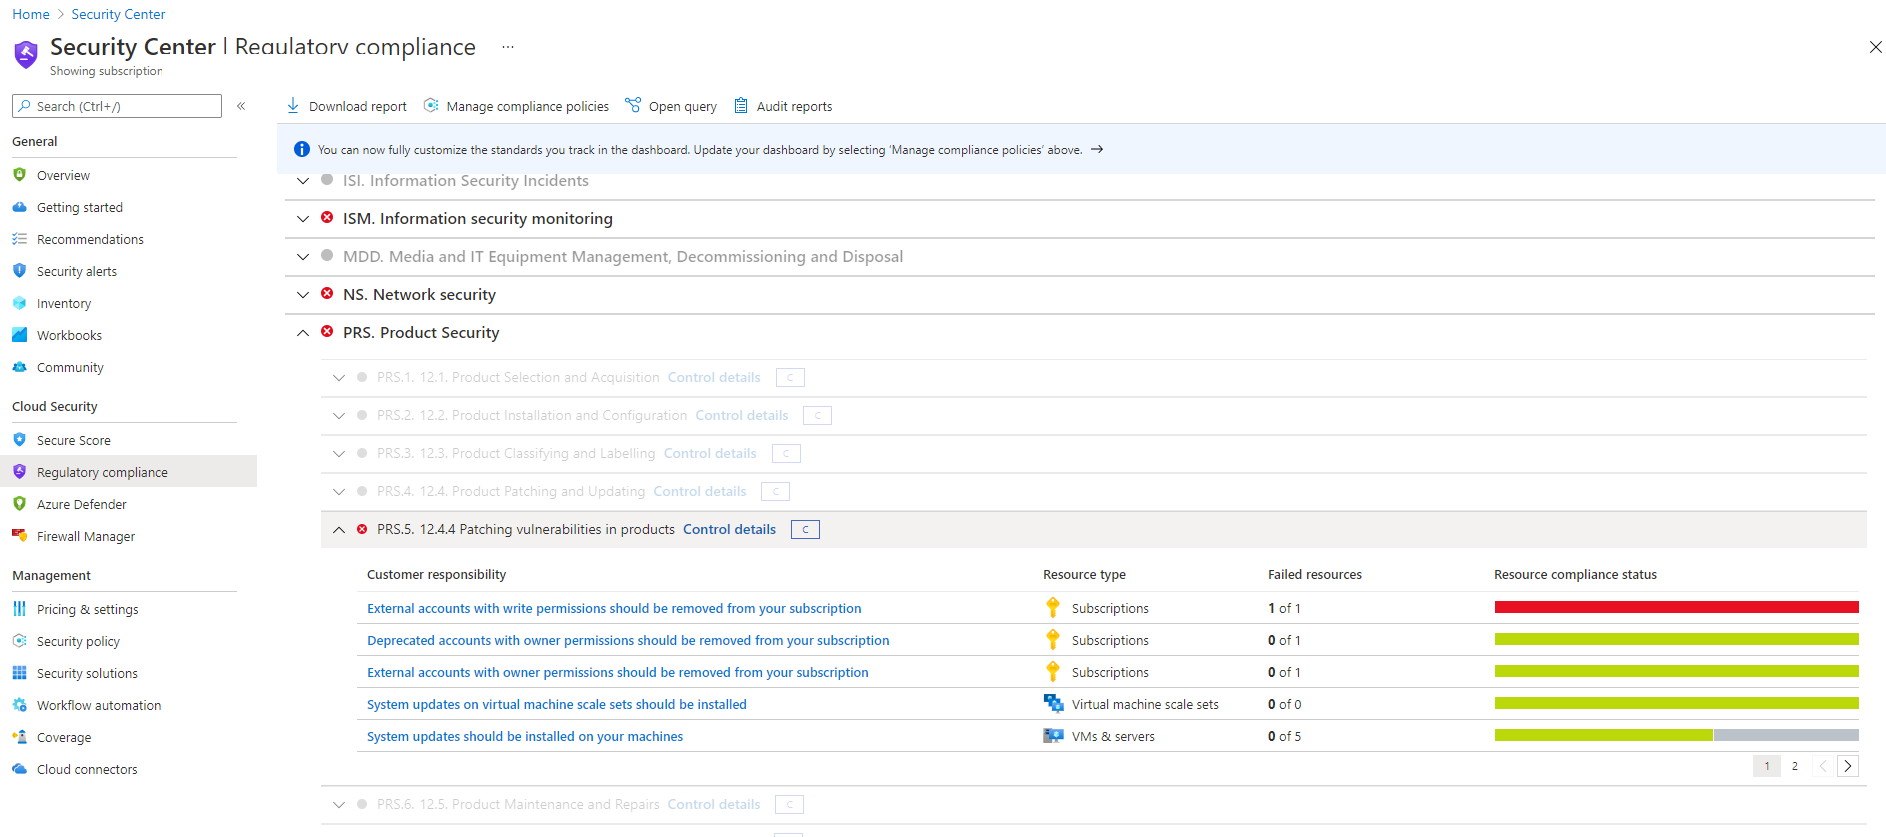 Home > Security Center
Security Center | Regulatory compliance ...
Showing subscription
Search (Ctrl+/) «
General
Overview
Getting started
Recommendations
Security alerts
Inventory
Workbooks
Community
Cloud Security
Secure Score
Regulatory compliance
Azure Defender
Firewall Manager
Management
Pricing & settings
Security policy
Security solutions
Workflow automation
Coverage
Cloud connectors
Download report Manage compliance policies Open query Audit reports
You can now fully customize the standards you track in the dashboard. Update your dashboard by selecting 'Manage compliance policies' above. →
ISI. Information Security Incidents
ISM. Information security monitoring
MDD. Media and IT Equipment Management, Decommissioning and Disposal
NS. Network security
PRS. Product Security
PRS.1. 12.1. Product Selection and Acquisition Control details C
PRS.2. 12.2. Product Installation and Configuration Control details C
PRS.3. 12.3. Product Classifying and Labelling Control details C
PRS.4. 12.4. Product Patching and Updating Control details C
PRS.5. 12.4.4 Patching vulnerabilities in products Control details C
Customer responsibility Resource type Failed resources Resource compliance status
External accounts with write permissions should be removed from your subscription Subscriptions 1 of 1
Deprecated accounts with owner permissions should be removed from your subscription Subscriptions 0 of 1
External accounts with owner permissions should be removed from your subscription Subscriptions 0 of 1
System updates on virtual machine scale sets should be installed Virtual machine scale sets 0 of 0
System updates should be installed on your machines VMs & servers 0 of 5
1 2 < >
PRS.6. 12.5. Product Maintenance and Repairs Control details C